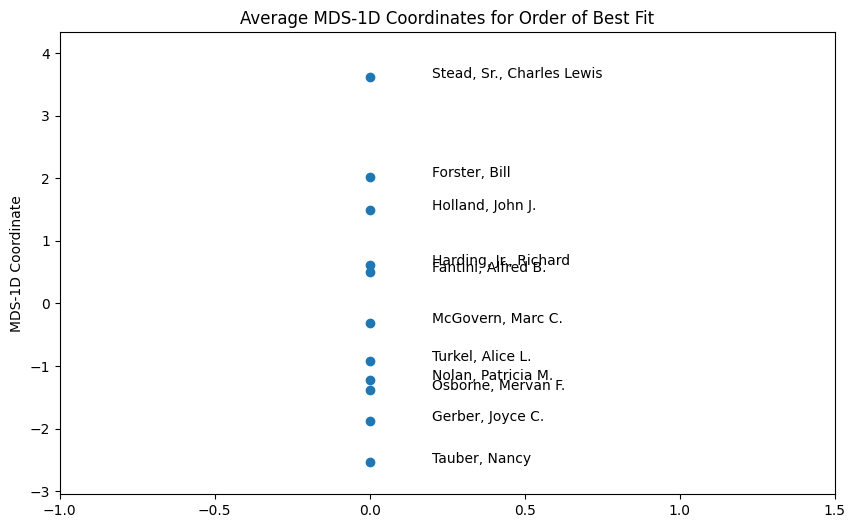 Average MDS-1D Coordinates for Order of Best Fit
4
3
2
1
0
−1
−2
−3
MDS-1D Coordinate
Stead, Sr., Charles Lewis
Forster, Bill
Holland, John J.
Harding, Jr., Richard
Fantini, Alfred B.
McGovern, Marc C.
Turkel, Alice L.
Nolan, Patricia M.
Osborne, Mervan F.
Gerber, Joyce C.
Tauber, Nancy
−1.0 −0.5 0.0 0.5 1.0 1.5